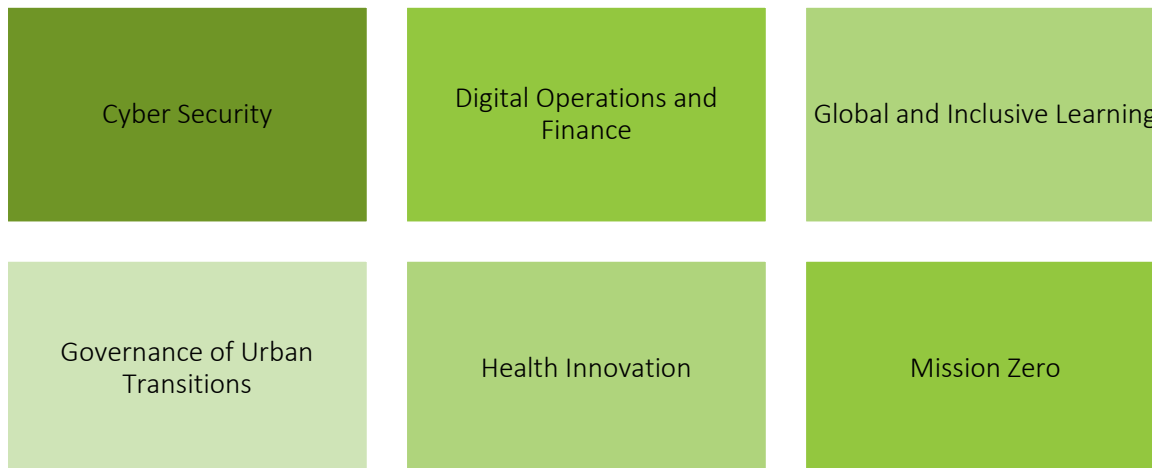 Cyber Security
Digital Operations and
Finance
Global and Inclusive Learning
Governance of Urban
Transitions
Health Innovation
Mission Zero